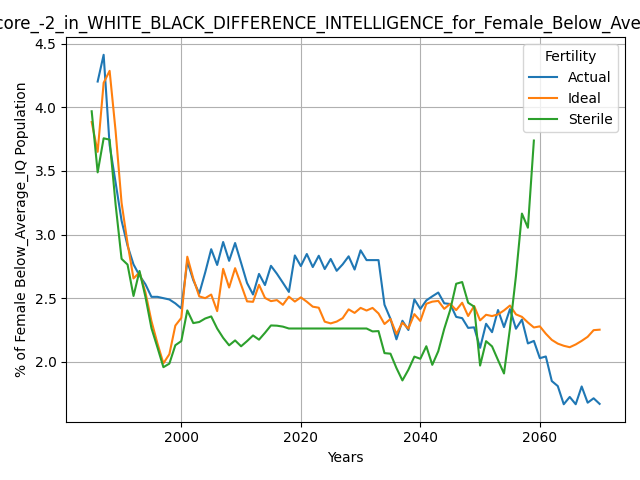 core_-2_in_WHITE_BLACK_DIFFERENCE_INTELLIGENCE_for_Female_Below_Ave
% of Female Below_Average_IQ Population
4.5
4.0
3.5
3.0
2.5
2.0
Fertility
Actual
Ideal
Sterile
2000
2020
2040
2060
Years